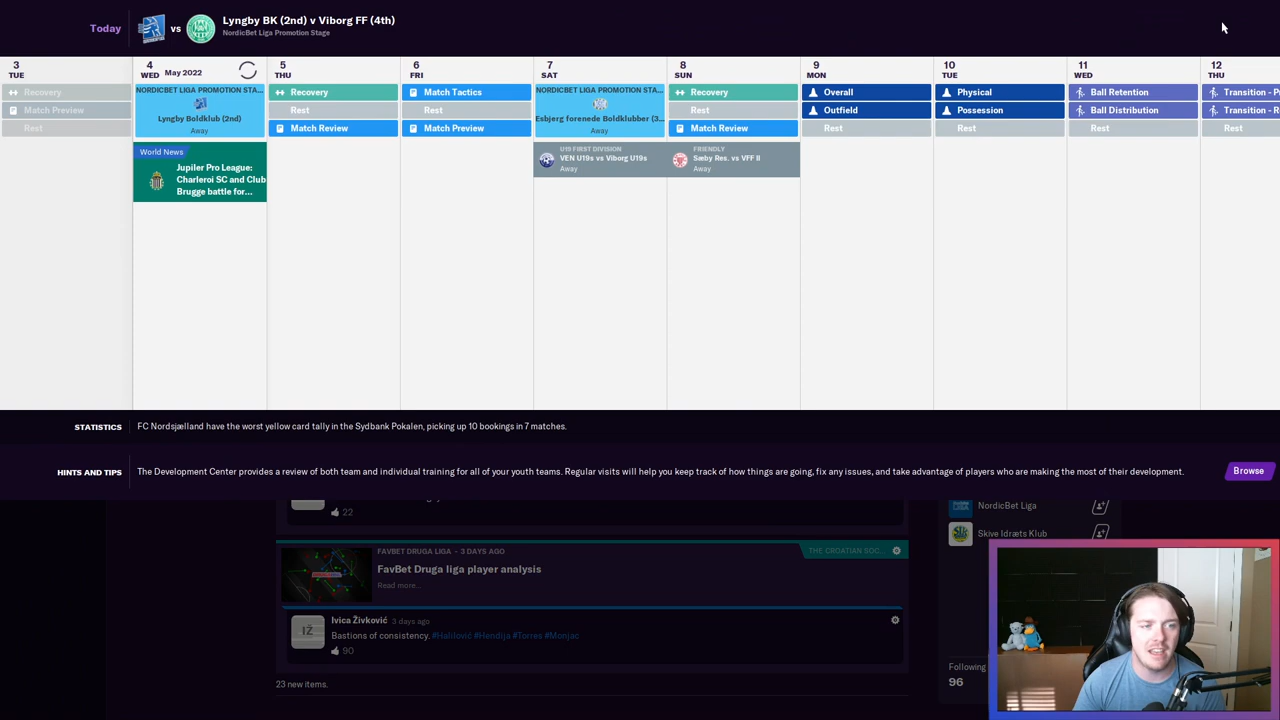 Today
vs
Lyngby BK (2nd) v Viborg FF (4th)
NordicBet Liga Promotion Stage
3
TUE
4
WED May 2022
5
THU
6
FRI
7
SAT
8
SUN
9
MON
10
TUE
11
WED
12
THU
Recovery
Match Preview
Rest
NORDICBET LIGA PROMOTION STA...
Lyngby Boldklub (2nd)
Away
World News
Jupiler Pro League:
Charleroi SC and Club
Brugge battle for...
Recovery
Rest
Match Review
Match Tactics
Rest
Match Preview
NORDICBET LIGA PROMOTION STA...
Esbjerg forenede Boldklubber (3...
Away
U19 FIRST DIVISION
VEN U19s vs Viborg U19s
Away
Recovery
Rest
Match Review
FRIENDLY
Sæby Res. vs VFF II
Away
Overall
Outfield
Rest
Physical
Possession
Rest
Ball Retention
Ball Distribution
Rest
Transition - P
Transition - R
Rest
STATISTICS
FC Nordsjælland have the worst yellow card tally in the Sydbank Pokalen, picking up 10 bookings in 7 matches.
HINTS AND TIPS
The Development Center provides a review of both team and individual training for all of your youth teams. Regular visits will help you keep track of how things are going, fix any issues, and take advantage of players who are making the most of their development.
Browse
22
NordicBet Liga
Skive Idræts Klub
FAVBET DRUGA LIGA - 3 DAYS AGO
THE CROATIAN SOC...
FavBet Druga liga player analysis
Read more...
IŽ
Ivica Živković 3 days ago
Bastions of consistency. #Halilović #Hendija #Torres #Monjac
90
23 new items.
Following
96